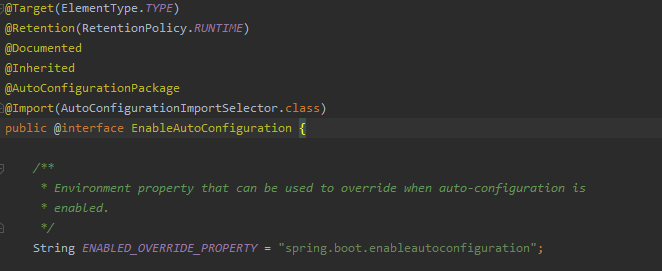 @Target(ElementType.TYPE)
@Retention(RetentionPolicy.RUNTIME)
@Documented
@Inherited
@AutoConfigurationPackage
@Import(AutoConfigurationImportSelector.class)
public @interface EnableAutoConfiguration {
/**
* Environment property that can be used to override when auto-configuration is
* enabled.
*/
String ENABLED_OVERRIDE_PROPERTY = "spring.boot.enableautoconfiguration";